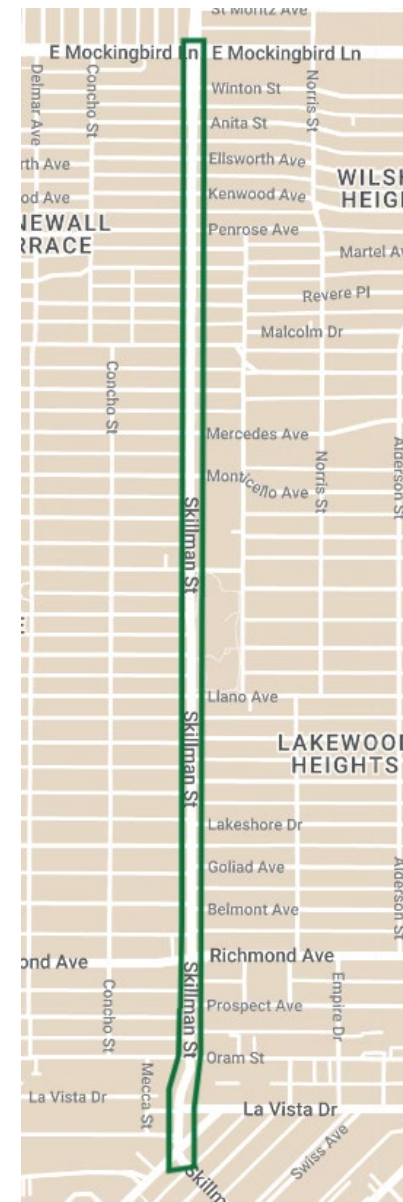 St Moritz Ave
E Mockingbird Ln
E Mockingbird Ln
Delmar Ave
Concho St
Winton St
Norris St
Anita St
Ellsworth Ave
Kenwood Ave
Penrose Ave
Martel
Revere Pl
Malcolm Dr
Concho St
Mercedes Ave
Monticello Ave
Norris St
Alderson St
Skillman St
Llano Ave
Skillman St
LAKEWOOD
HEIGHTS
Lakeshore Dr
Goliad Ave
Belmont Ave
Alderson St
Richmond Ave
ond Ave
Skillman St
Concho St
Prospect Ave
Empire Dr
Oram St
Mecca St
La Vista Dr
La Vista Dr
Swiss Ave